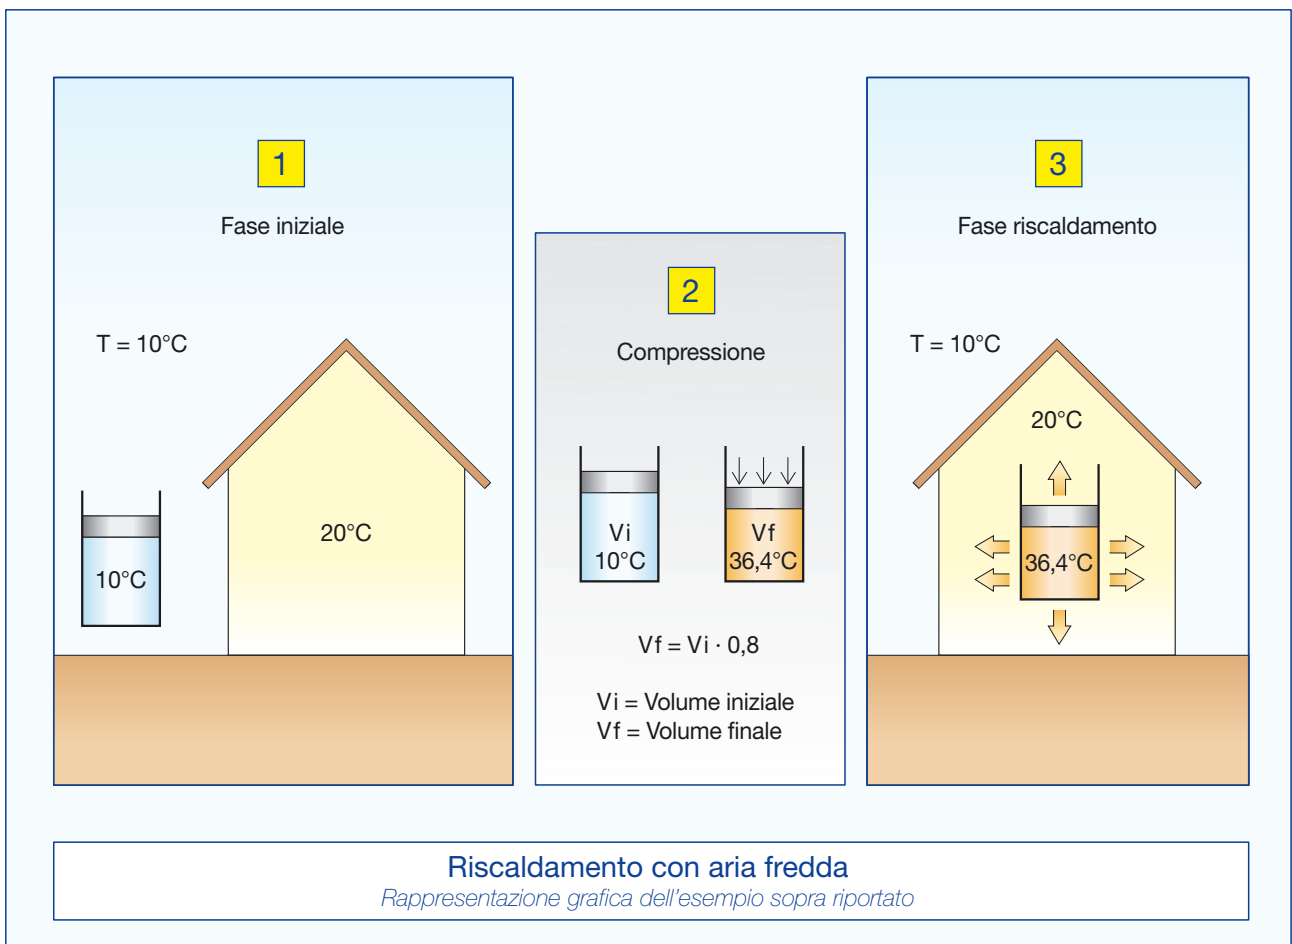 1
Fase iniziale
T = 10°C
10°C
20°C
2
Compressione
Vi
10°C
Vf
36,4°C
Vf = Vi · 0,8
Vi = Volume iniziale
Vf = Volume finale
3
Fase riscaldamento
T = 10°C
20°C
36,4°C
Riscaldamento con aria fredda
Rappresentazione grafica dell'esempio sopra riportato